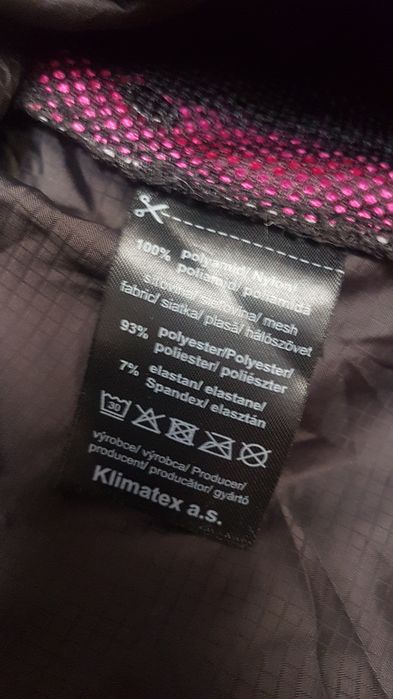 100% polyamid/ Nylon/
poliamid/ poliamida
síťovina/ sieťovina/ mesh
fabric/ siatka/ plasă/ hálószövet
93% polyester/Polyester/
poliester/ poliészter
7% elastan/ elastane/
Spandex/ elasztán
30
výrobce/ výrobca/ Producer/
producent/ producător/ gyártó
Klimatex a.s.